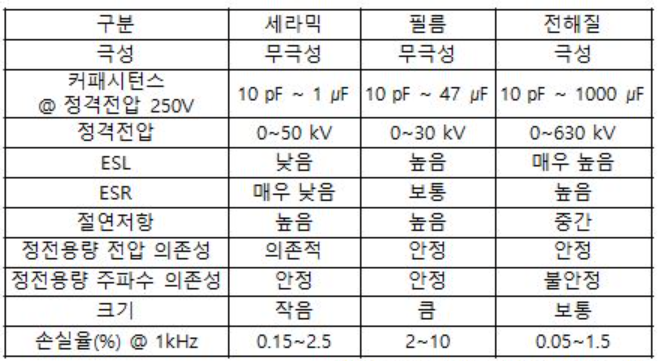 구분 세라믹 필름 전해질
극성 무극성 무극성 극성
커패시턴스
@ 정격전압 250V 10 pF ~ 1 μF 10 pF ~ 47 μF 10 pF ~ 1000 μF
정격전압 0~50 kV 0~30 kV 0~630 kV
ESL 낮음 높음 매우 높음
ESR 매우 낮음 보통 높음
절연저항 높음 높음 중간
정전용량 전압 의존성 의존적 안정 안정
정전용량 주파수 의존성 안정 안정 불안정
크기 작음 큼 보통
손실율(%) @ 1kHz 0.15~2.5 2~10 0.05~1.5